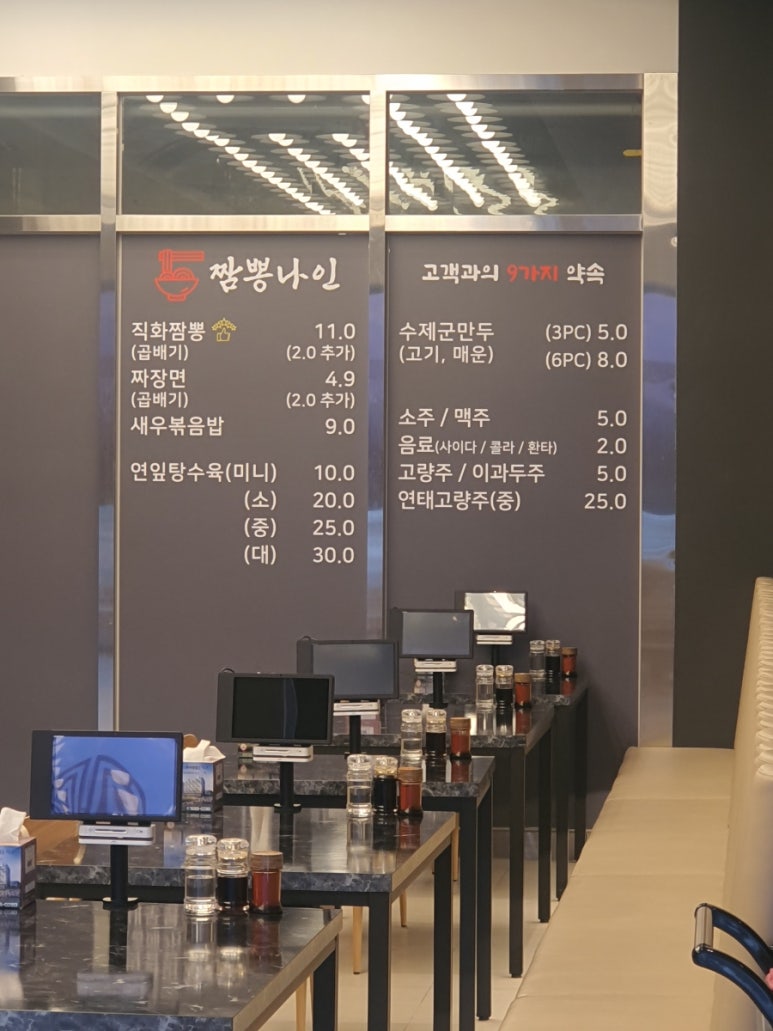 짬뽕나인
직화짬뽕 11.0
(곱배기) (2.0 추가)
짜장면 4.9
(곱배기) (2.0 추가)
새우볶음밥 9.0
연잎탕수육(미니) 10.0
(소) 20.0
(중) 25.0
(대) 30.0
고객과의 9가지 약속
수제군만두 (3PC) 5.0
(고기, 매운) (6PC) 8.0
소주 / 맥주 5.0
음료(사이다 / 콜라 / 환타) 2.0
고량주 / 이과두주 5.0
연태고량주(중) 25.0